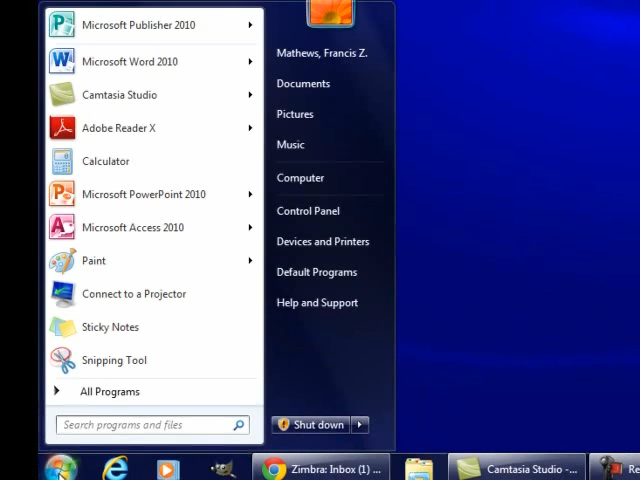 Microsoft Publisher 2010
Microsoft Word 2010
Camtasia Studio
Adobe Reader X
Calculator
Microsoft PowerPoint 2010
Microsoft Access 2010
Paint
Connect to a Projector
Sticky Notes
Snipping Tool
All Programs
Search programs and files
Mathews, Francis Z.
Documents
Pictures
Music
Computer
Control Panel
Devices and Printers
Default Programs
Help and Support
Shut down
Zimbra: Inbox (1) ...
Camtasia Studio -...
Re